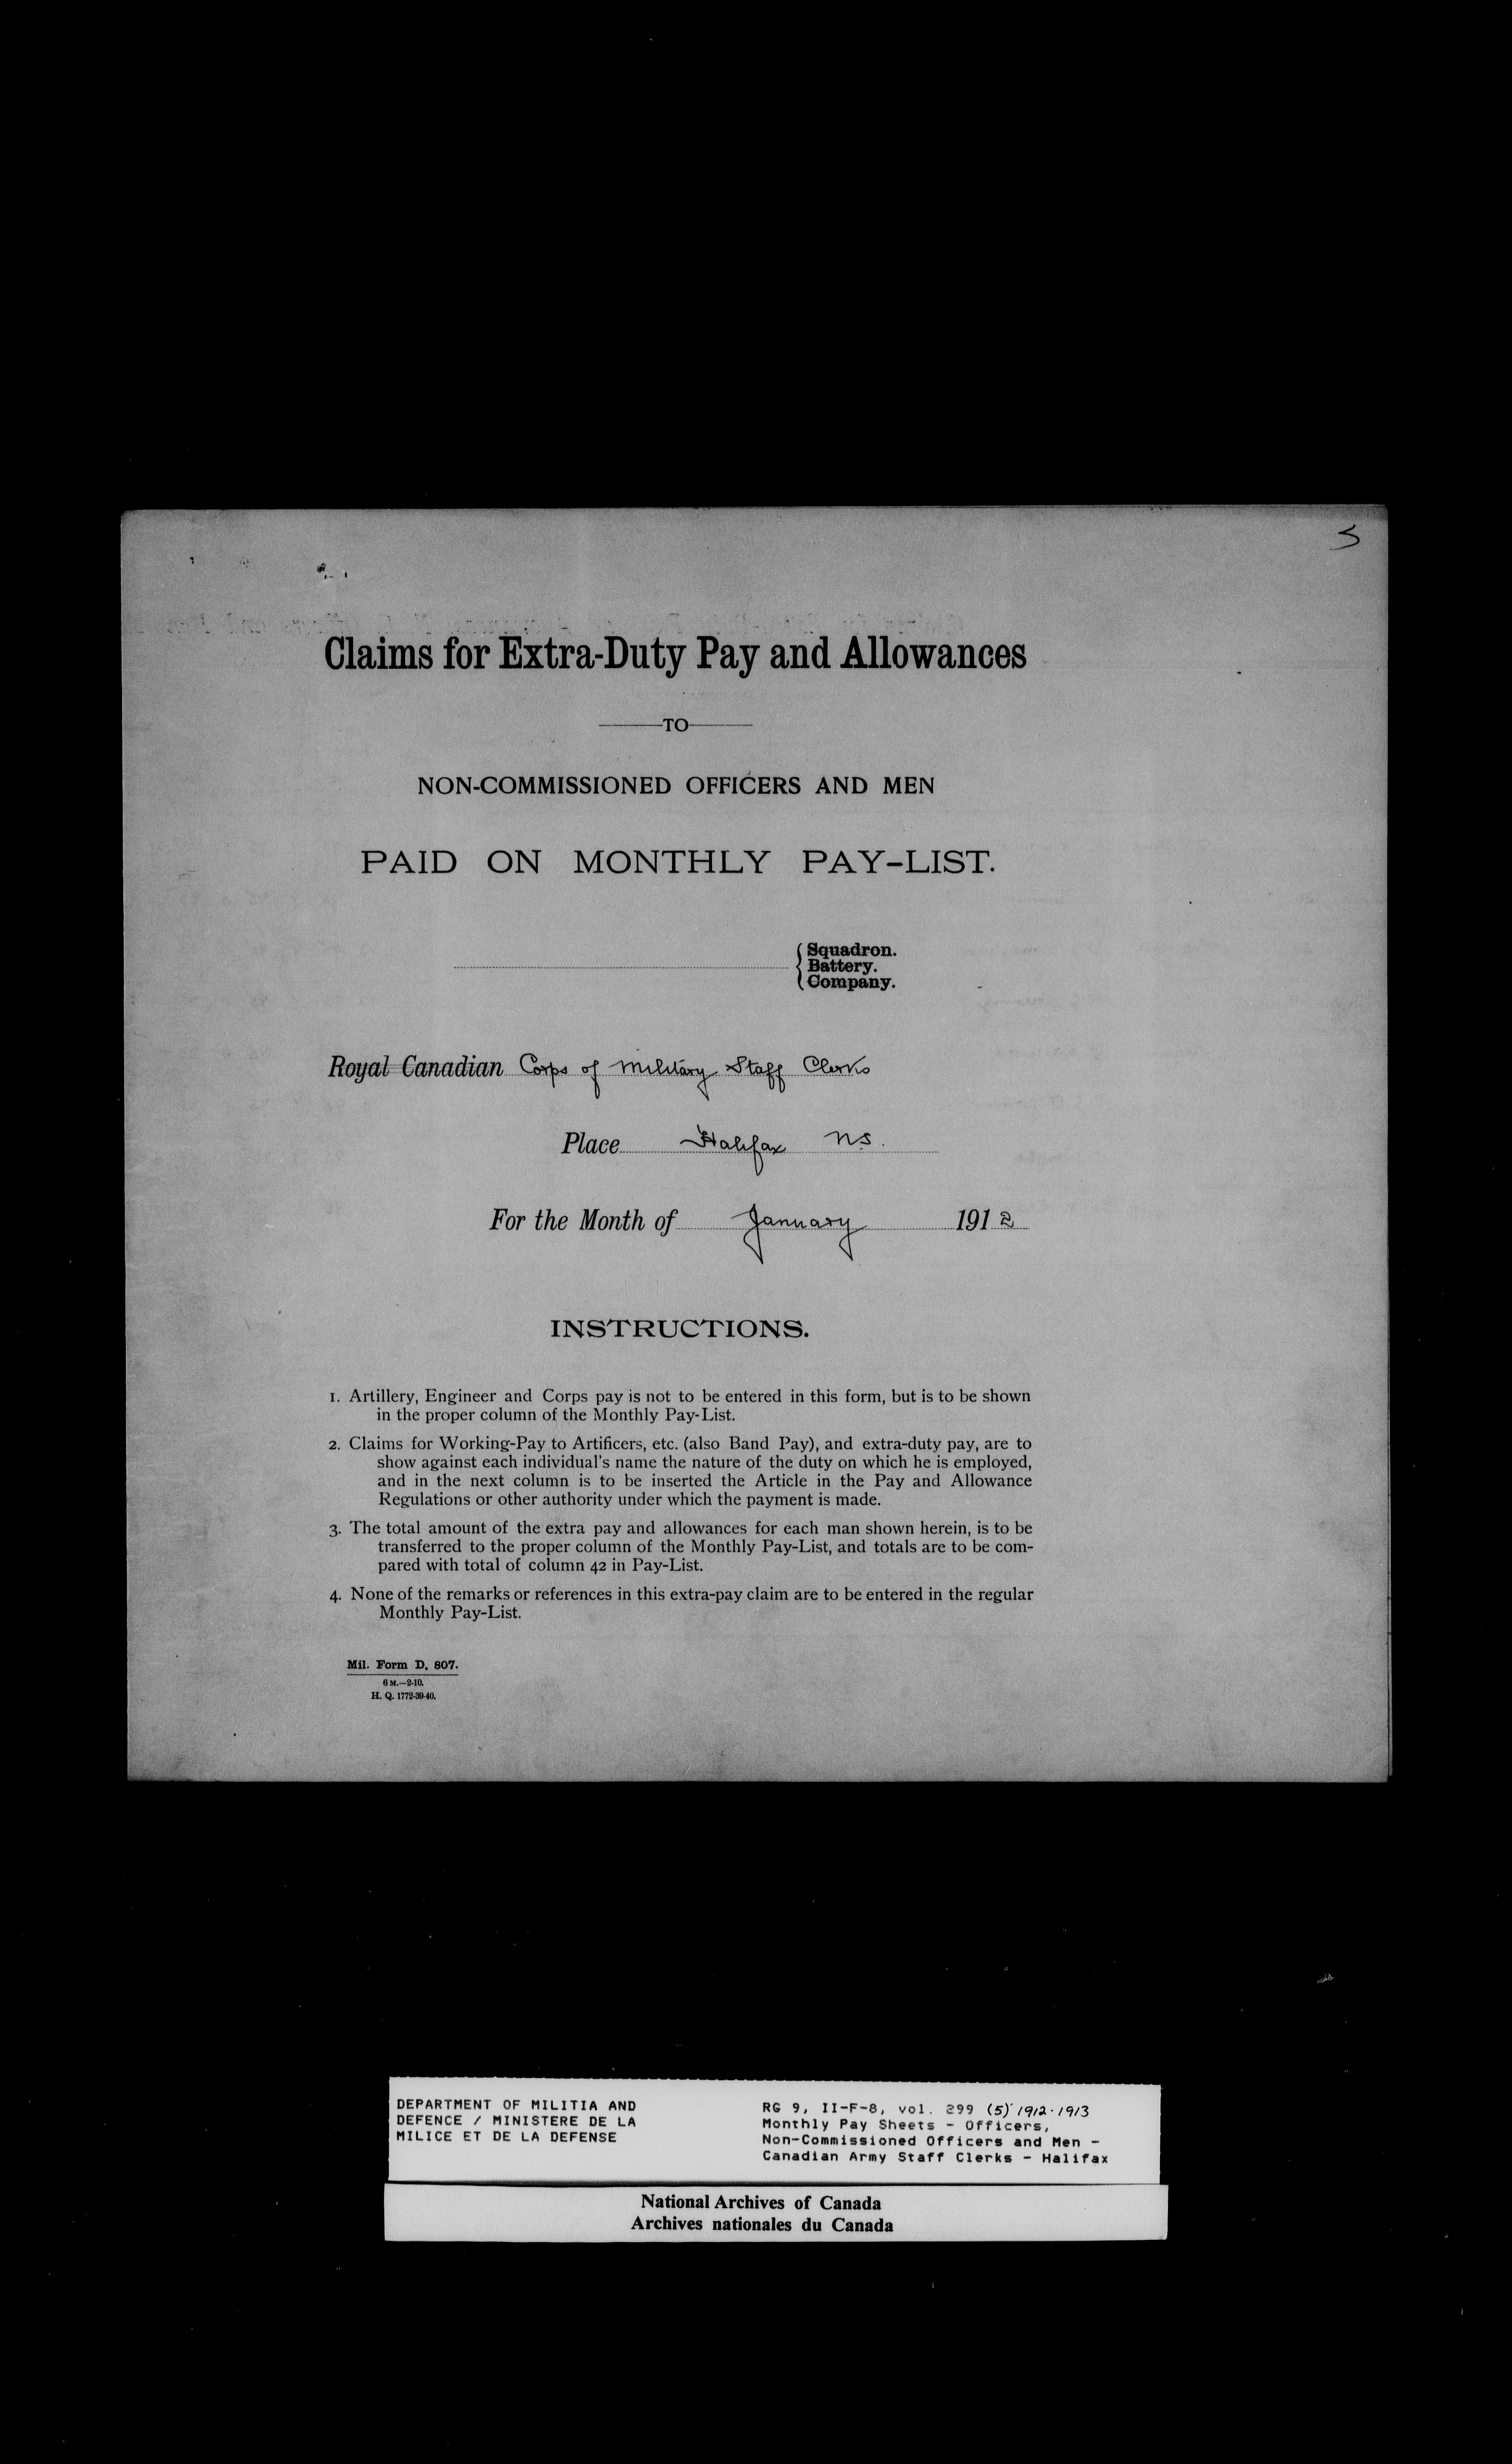 Claims for Extra-Duty Pay and Allowances
TO
NON-COMMISSIONED OFFICERS AND MEN
PAID ON MONTHLY PAY-LIST.
Squadron.
Battery.
Company.
Royal Canadian Corps of Military Staff Clerks
Place Halifax N.S.
For the Month of January 1912
INSTRUCTIONS.
1. Artillery, Engineer and Corps pay is not to be entered in this form, but is to be shown
in the proper column of the Monthly Pay-List.
2. Claims for Working-Pay to Artificers, etc. (also Band Pay), and extra-duty pay, are to
show against each individual's name the nature of the duty on which he is employed,
and in the next column is to be inserted the Article in the Pay and Allowance
Regulations or other authority under which the payment is made.
3. The total amount of the extra pay and allowances for each man shown herein, is to be
transferred to the proper column of the Monthly Pay-List, and totals are to be com-
pared with total of column 42 in Pay-List.
4. None of the remarks or references in this extra-pay claim are to be entered in the regular
Monthly Pay-List.
Mil. Form D. 807.
6 M.—2-10.
H. Q. 1772-39-40.
DEPARTMENT OF MILITIA AND
DEFENCE / MINISTERE DE LA
MILICE ET DE LA DEFENSE
RG 9, II-F-8, vol. 299 (5) 1912-1913
Monthly Pay Sheets - Officers,
Non-Commissioned Officers and Men -
Canadian Army Staff Clerks - Halifax
National Archives of Canada
Archives nationales du Canada